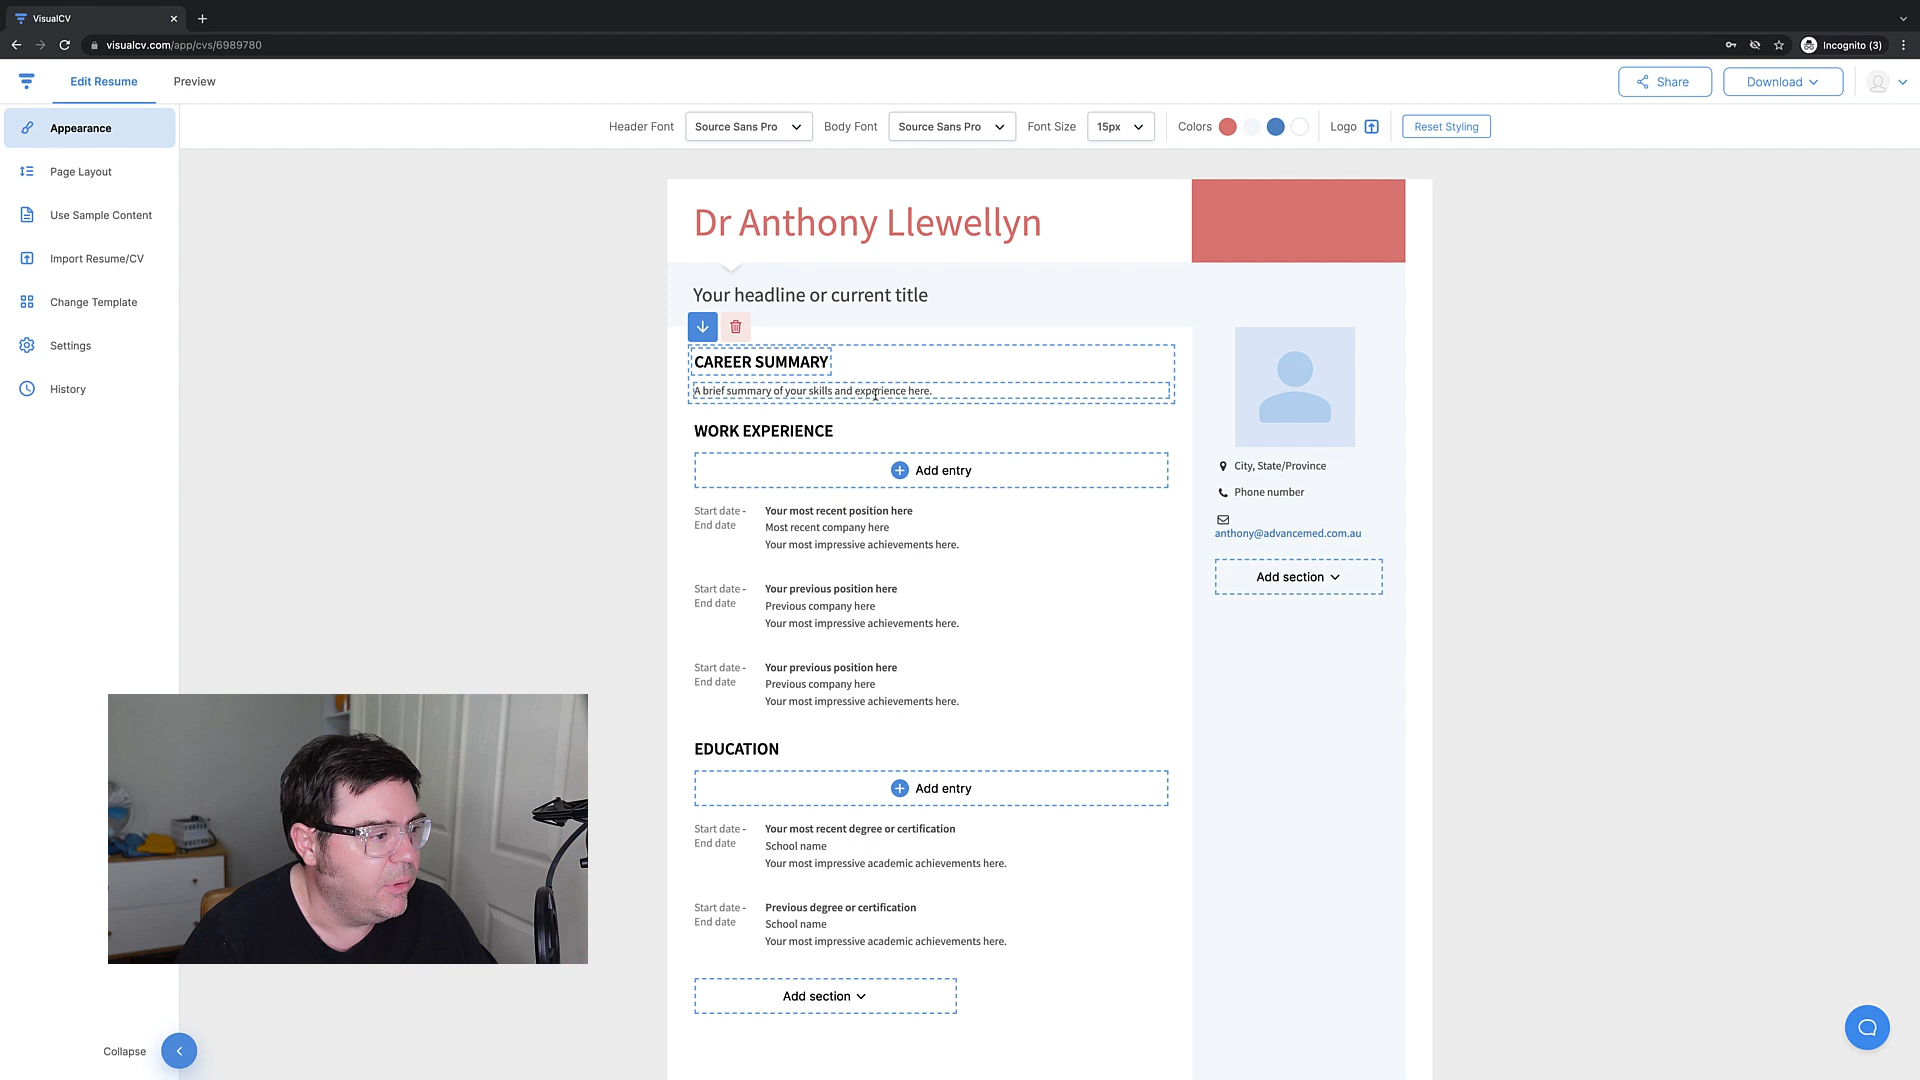 VisualCV
visualcv.com/app/cvs/6989780
Incognito (3)
Edit Resume
Preview
Share
Download
Appearance
Page Layout
Use Sample Content
Import Resume/CV
Change Template
Settings
History
Collapse
Header Font
Source Sans Pro
Body Font
Source Sans Pro
Font Size
15px
Colors
Logo
Reset Styling
Dr Anthony Llewellyn
Your headline or current title
CAREER SUMMARY
A brief summary of your skills and experience here.
WORK EXPERIENCE
Add entry
Start date -
End date
Your most recent position here
Most recent company here
Your most impressive achievements here.
Start date -
End date
Your previous position here
Previous company here
Your most impressive achievements here.
Start date -
End date
Your previous position here
Previous company here
Your most impressive achievements here.
EDUCATION
Add entry
Start date -
End date
Your most recent degree or certification
School name
Your most impressive academic achievements here.
Start date -
End date
Previous degree or certification
School name
Your most impressive academic achievements here.
Add section
City, State/Province
Phone number
anthony@advancemed.com.au
Add section